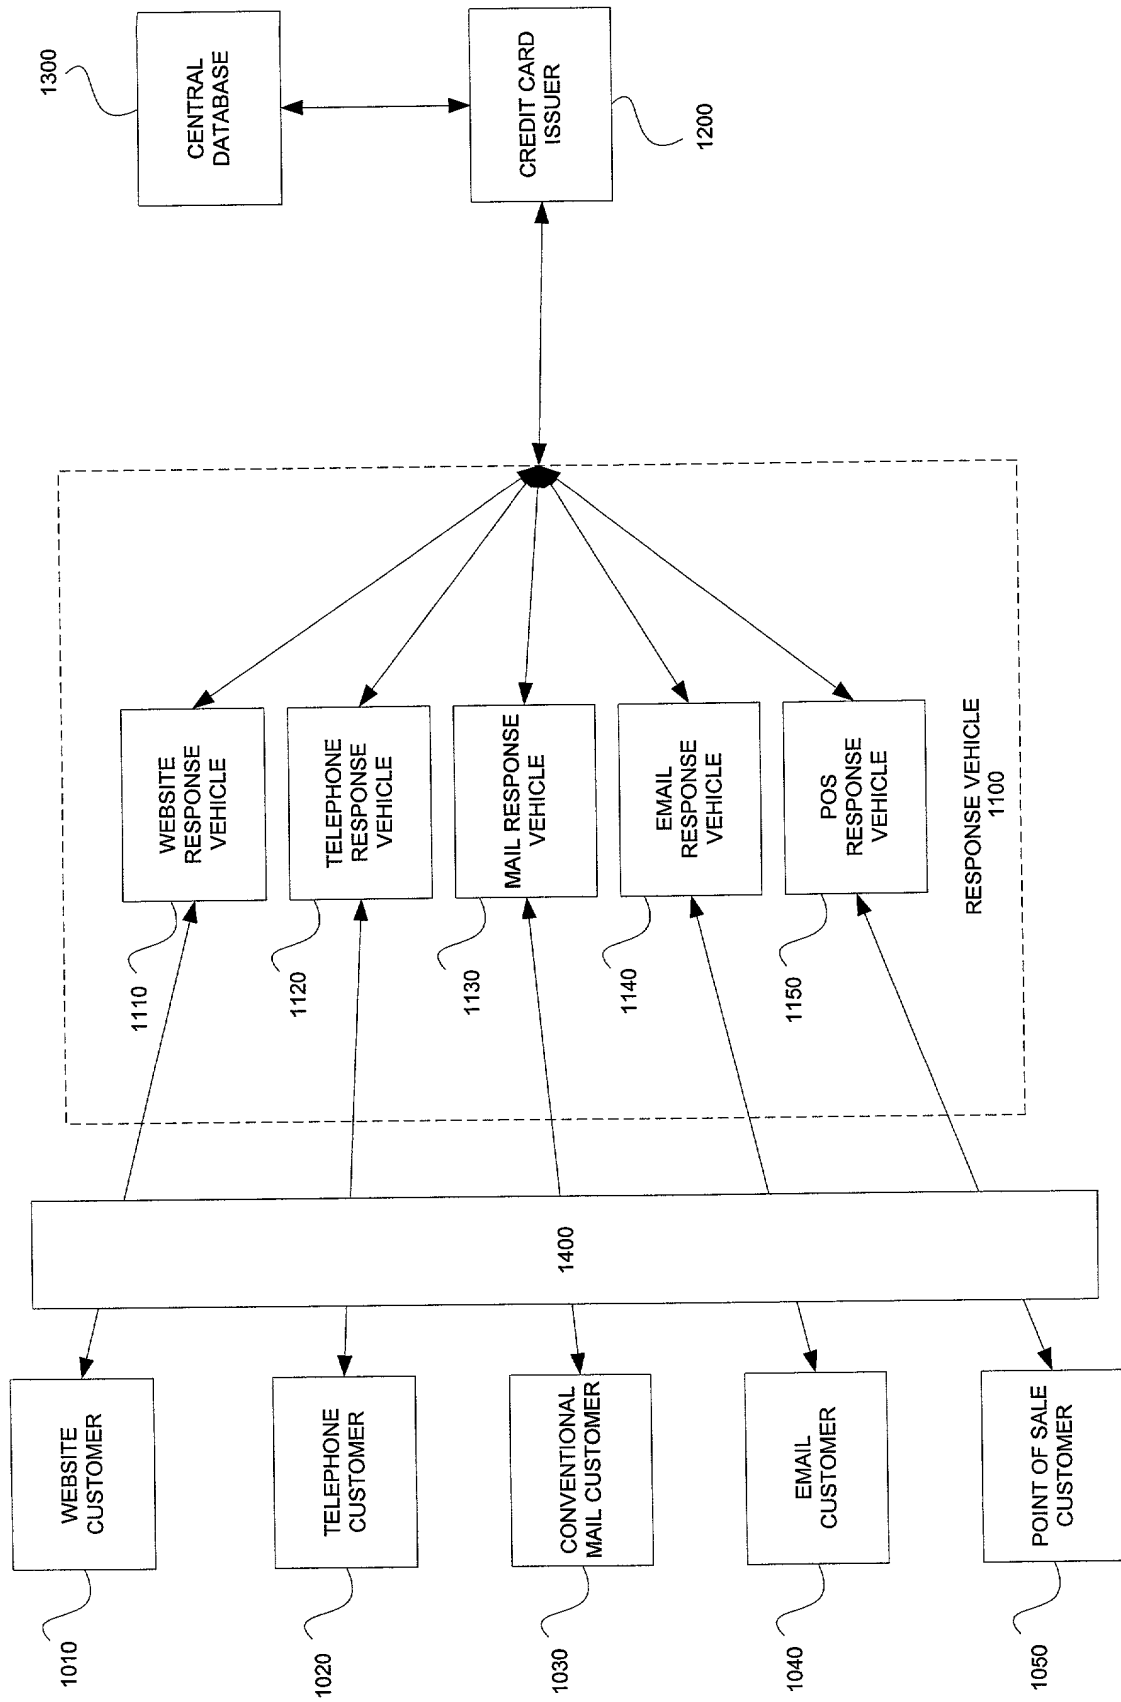 1010
WEBSITE
CUSTOMER
1020
TELEPHONE
CUSTOMER
1030
CONVENTIONAL
MAIL CUSTOMER
1040
EMAIL
CUSTOMER
1050
POINT OF SALE
CUSTOMER
1400
1110
WEBSITE
RESPONSE
VEHICLE
1120
TELEPHONE
RESPONSE
VEHICLE
1130
MAIL RESPONSE
VEHICLE
1140
EMAIL
RESPONSE
VEHICLE
1150
POS
RESPONSE
VEHICLE
RESPONSE VEHICLE
1100
1300
CENTRAL
DATABASE
CREDIT CARD
ISSUER
1200